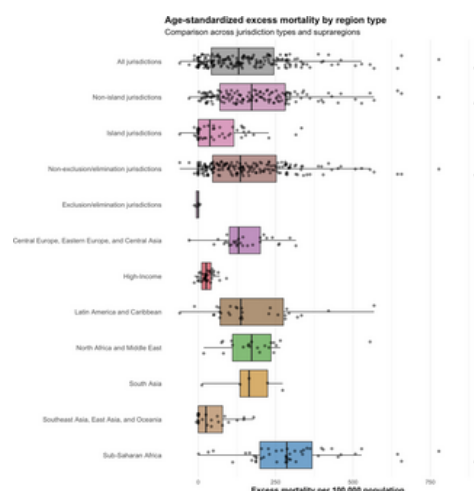 Age-standardized excess mortality by region type
Comparison across jurisdiction types and supraregions
All jurisdictions
Non-island jurisdictions
Island jurisdictions
Non-exclusion/elimination jurisdictions
Exclusion/elimination jurisdictions
Central Europe, Eastern Europe, and Central Asia
High-Income
Latin America and Caribbean
North Africa and Middle East
South Asia
Southeast Asia, East Asia, and Oceania
Sub-Saharan Africa
0 250 500 750
Excess mortality per 100,000 population